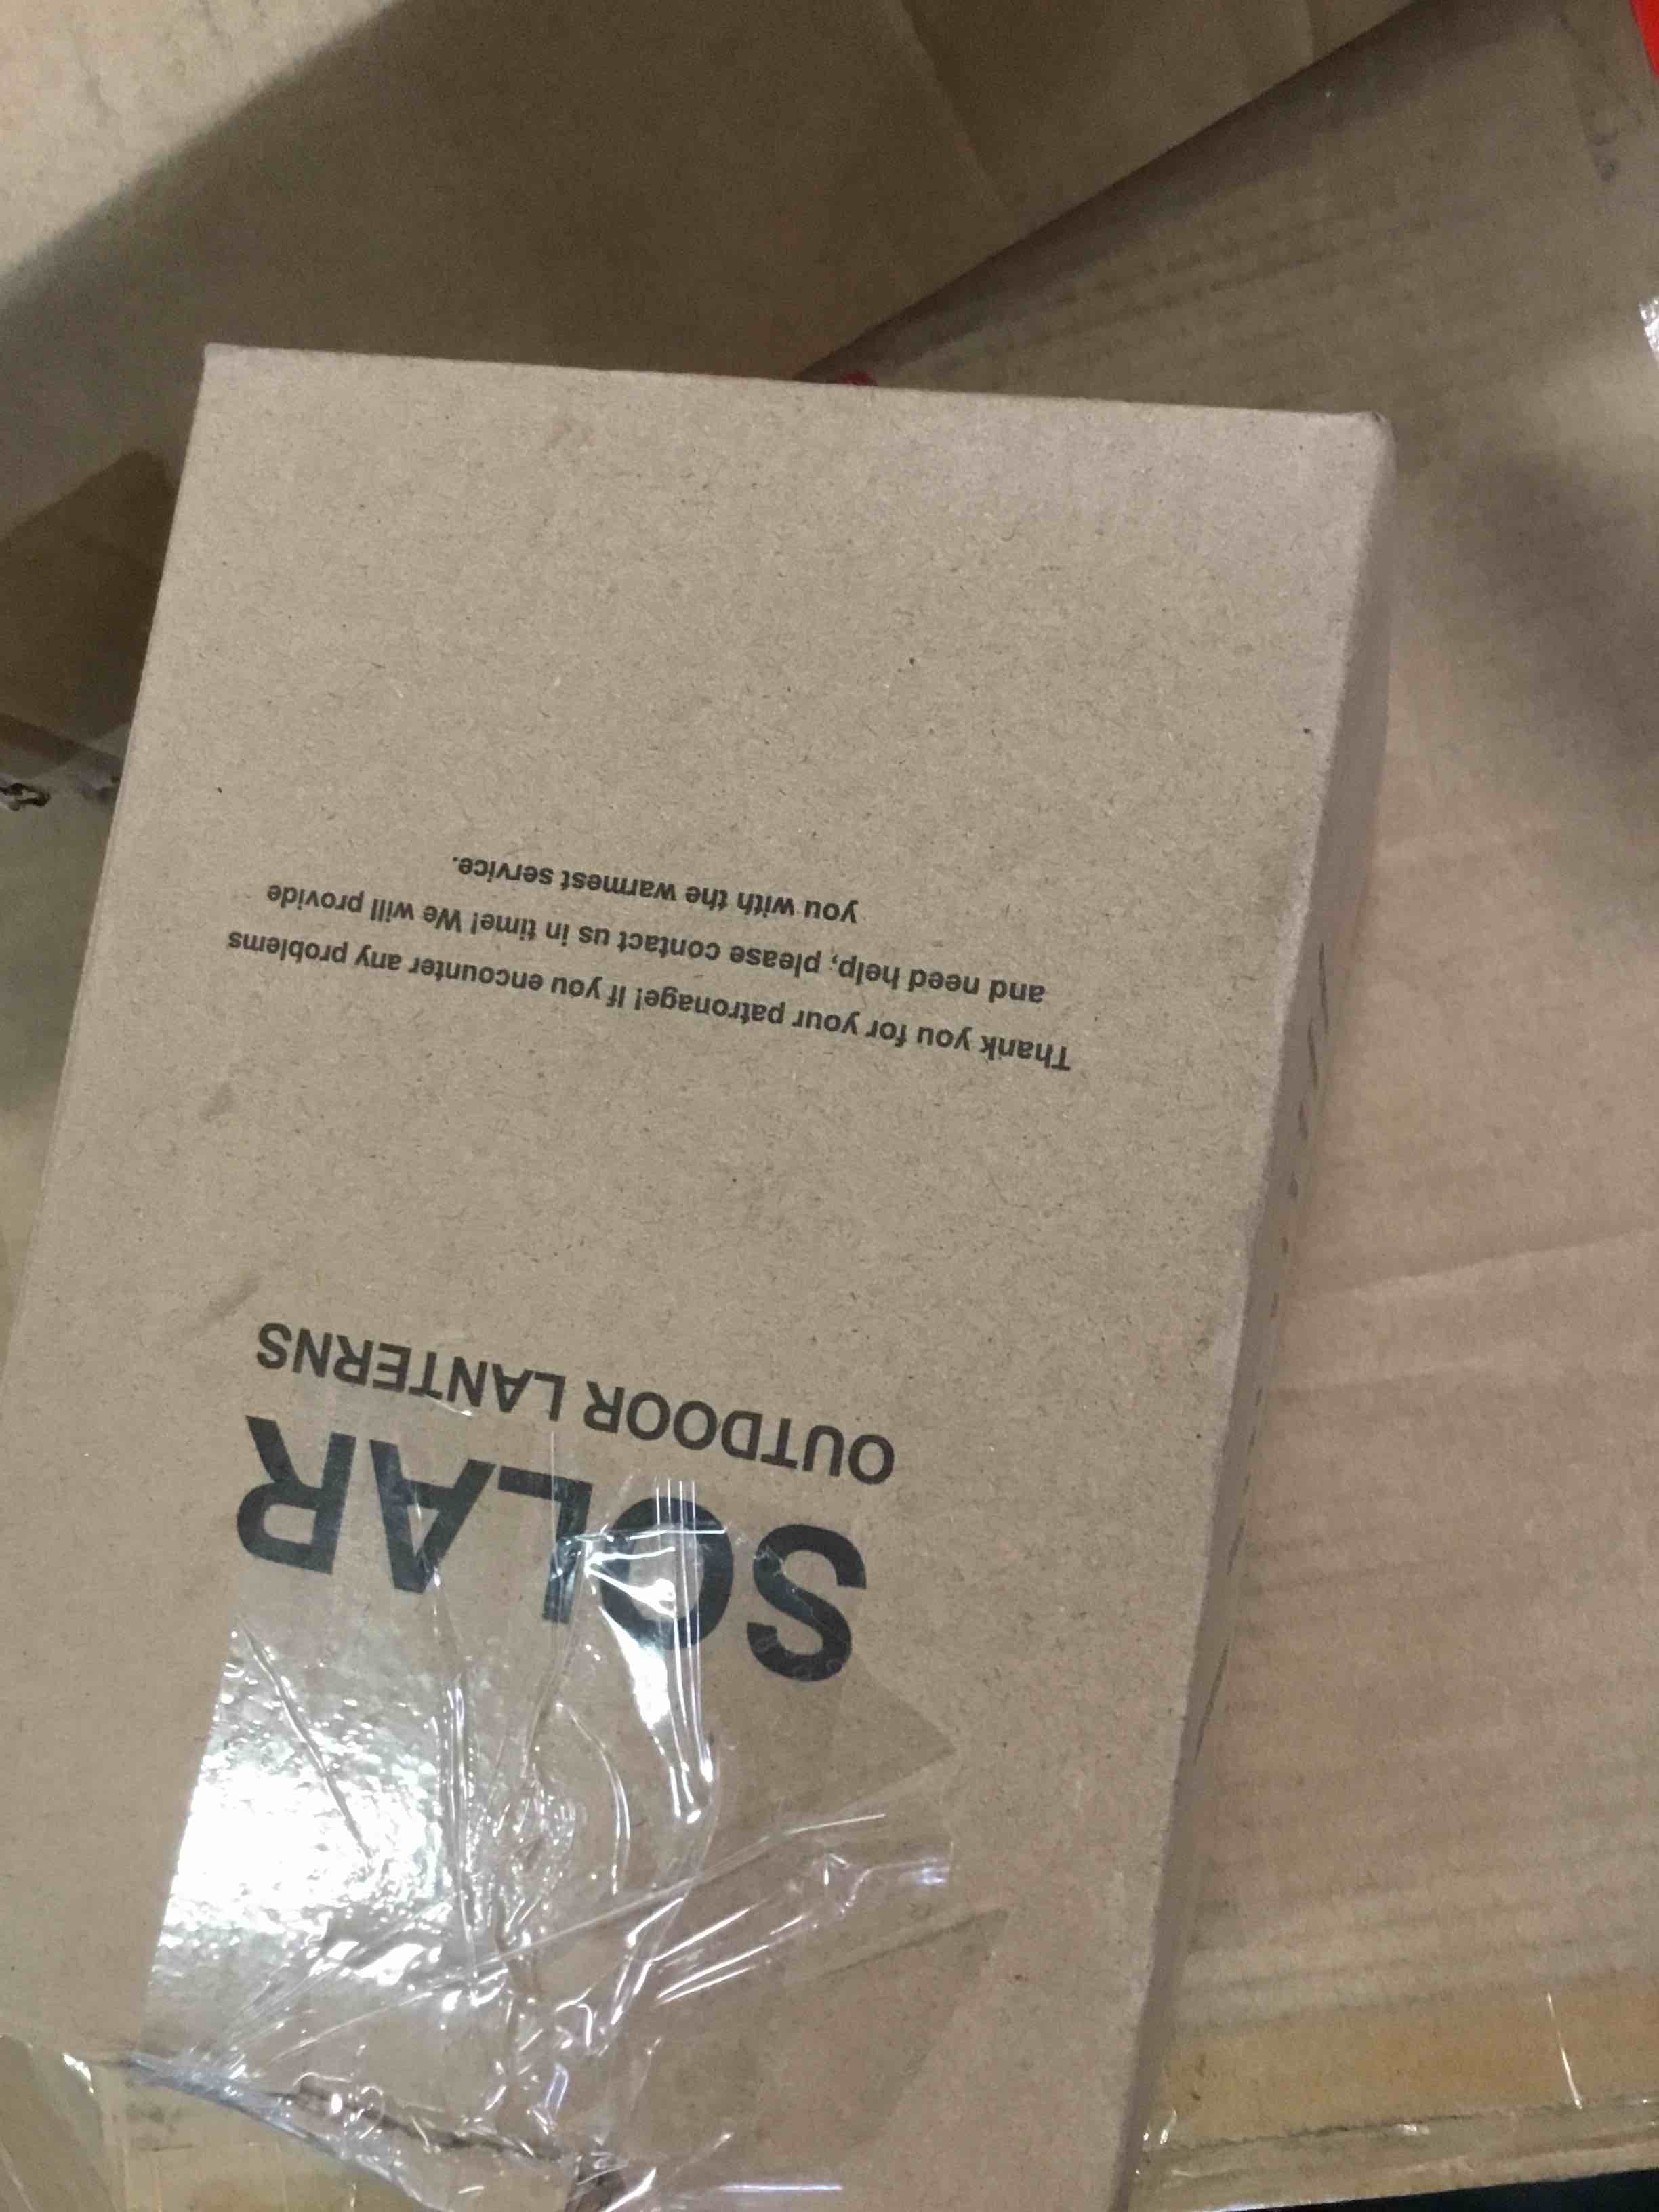 SOLAR
OUTDOOR LANTERNS
Thank you for your patronage! If you encounter any problems
and need help, please contact us in time! We will provide
you with the warmest service.